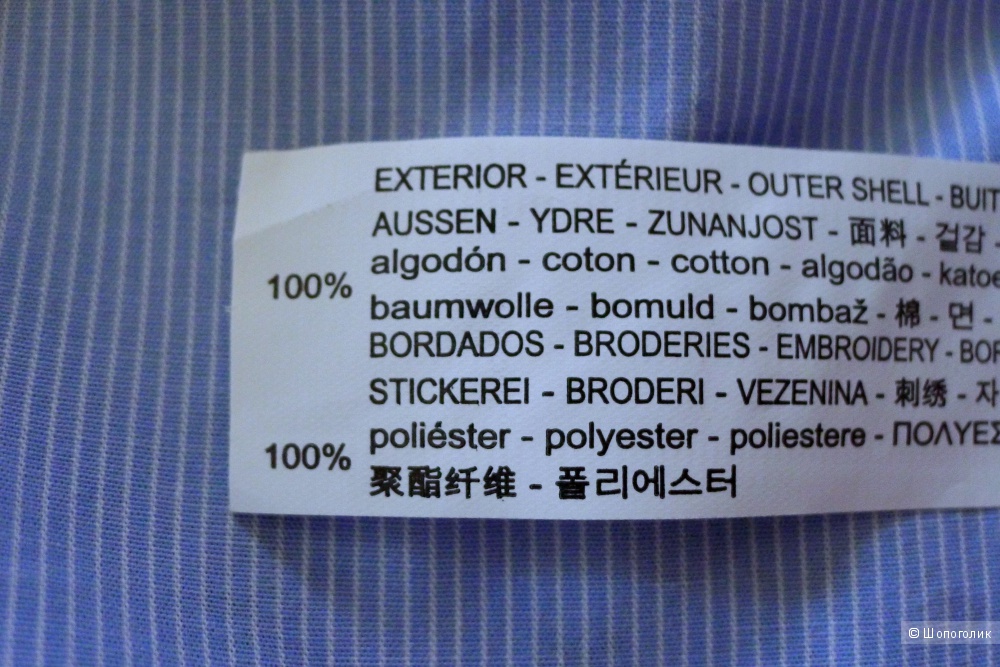 EXTERIOR - EXTÉRIEUR - OUTER SHELL - BUIT
AUSSEN - YDRE - ZUNANJOST - 面料 - 겉감 -
100% algodón - coton - cotton - algodão - katoe
baumwolle - bomuld - bombaž - 棉 - 면 -
BORDADOS - BRODERIES - EMBROIDERY - BOR
STICKEREI - BRODERI - VEZENINA - 刺绣 - 자
100% poliéster - polyester - poliestere - ΠΟΛΥΕΣ
聚酯纤维 - 폴리에스터
© Шопоголик